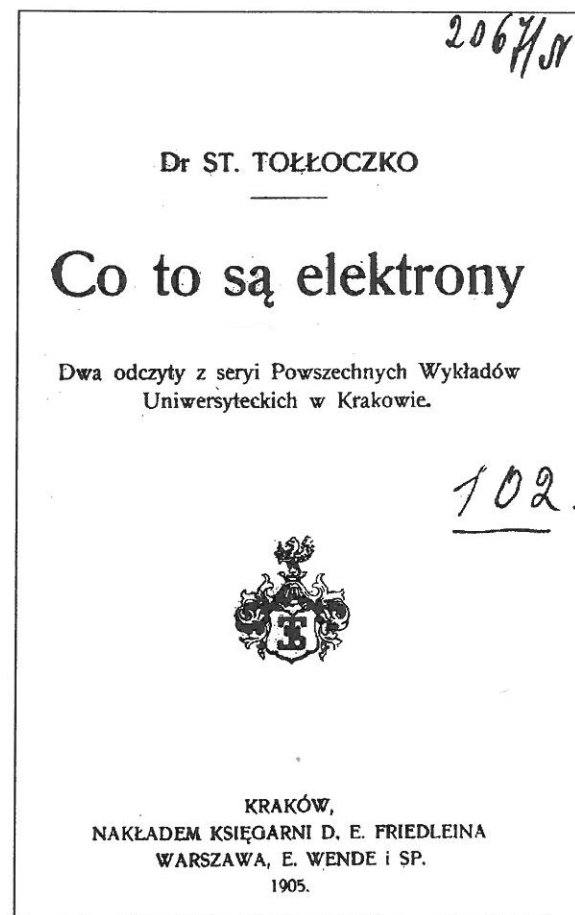 2067/N
Dr ST. TOŁŁOCZKO
Co to są elektrony
Dwa odczyty z seryi Powszechnych Wykładów
Uniwersyteckich w Krakowie.
102.
KRAKÓW,
NAKŁADEM KSIĘGARNI D. E. FRIEDLEINA
WARSZAWA, E. WENDE i SP.
1905.